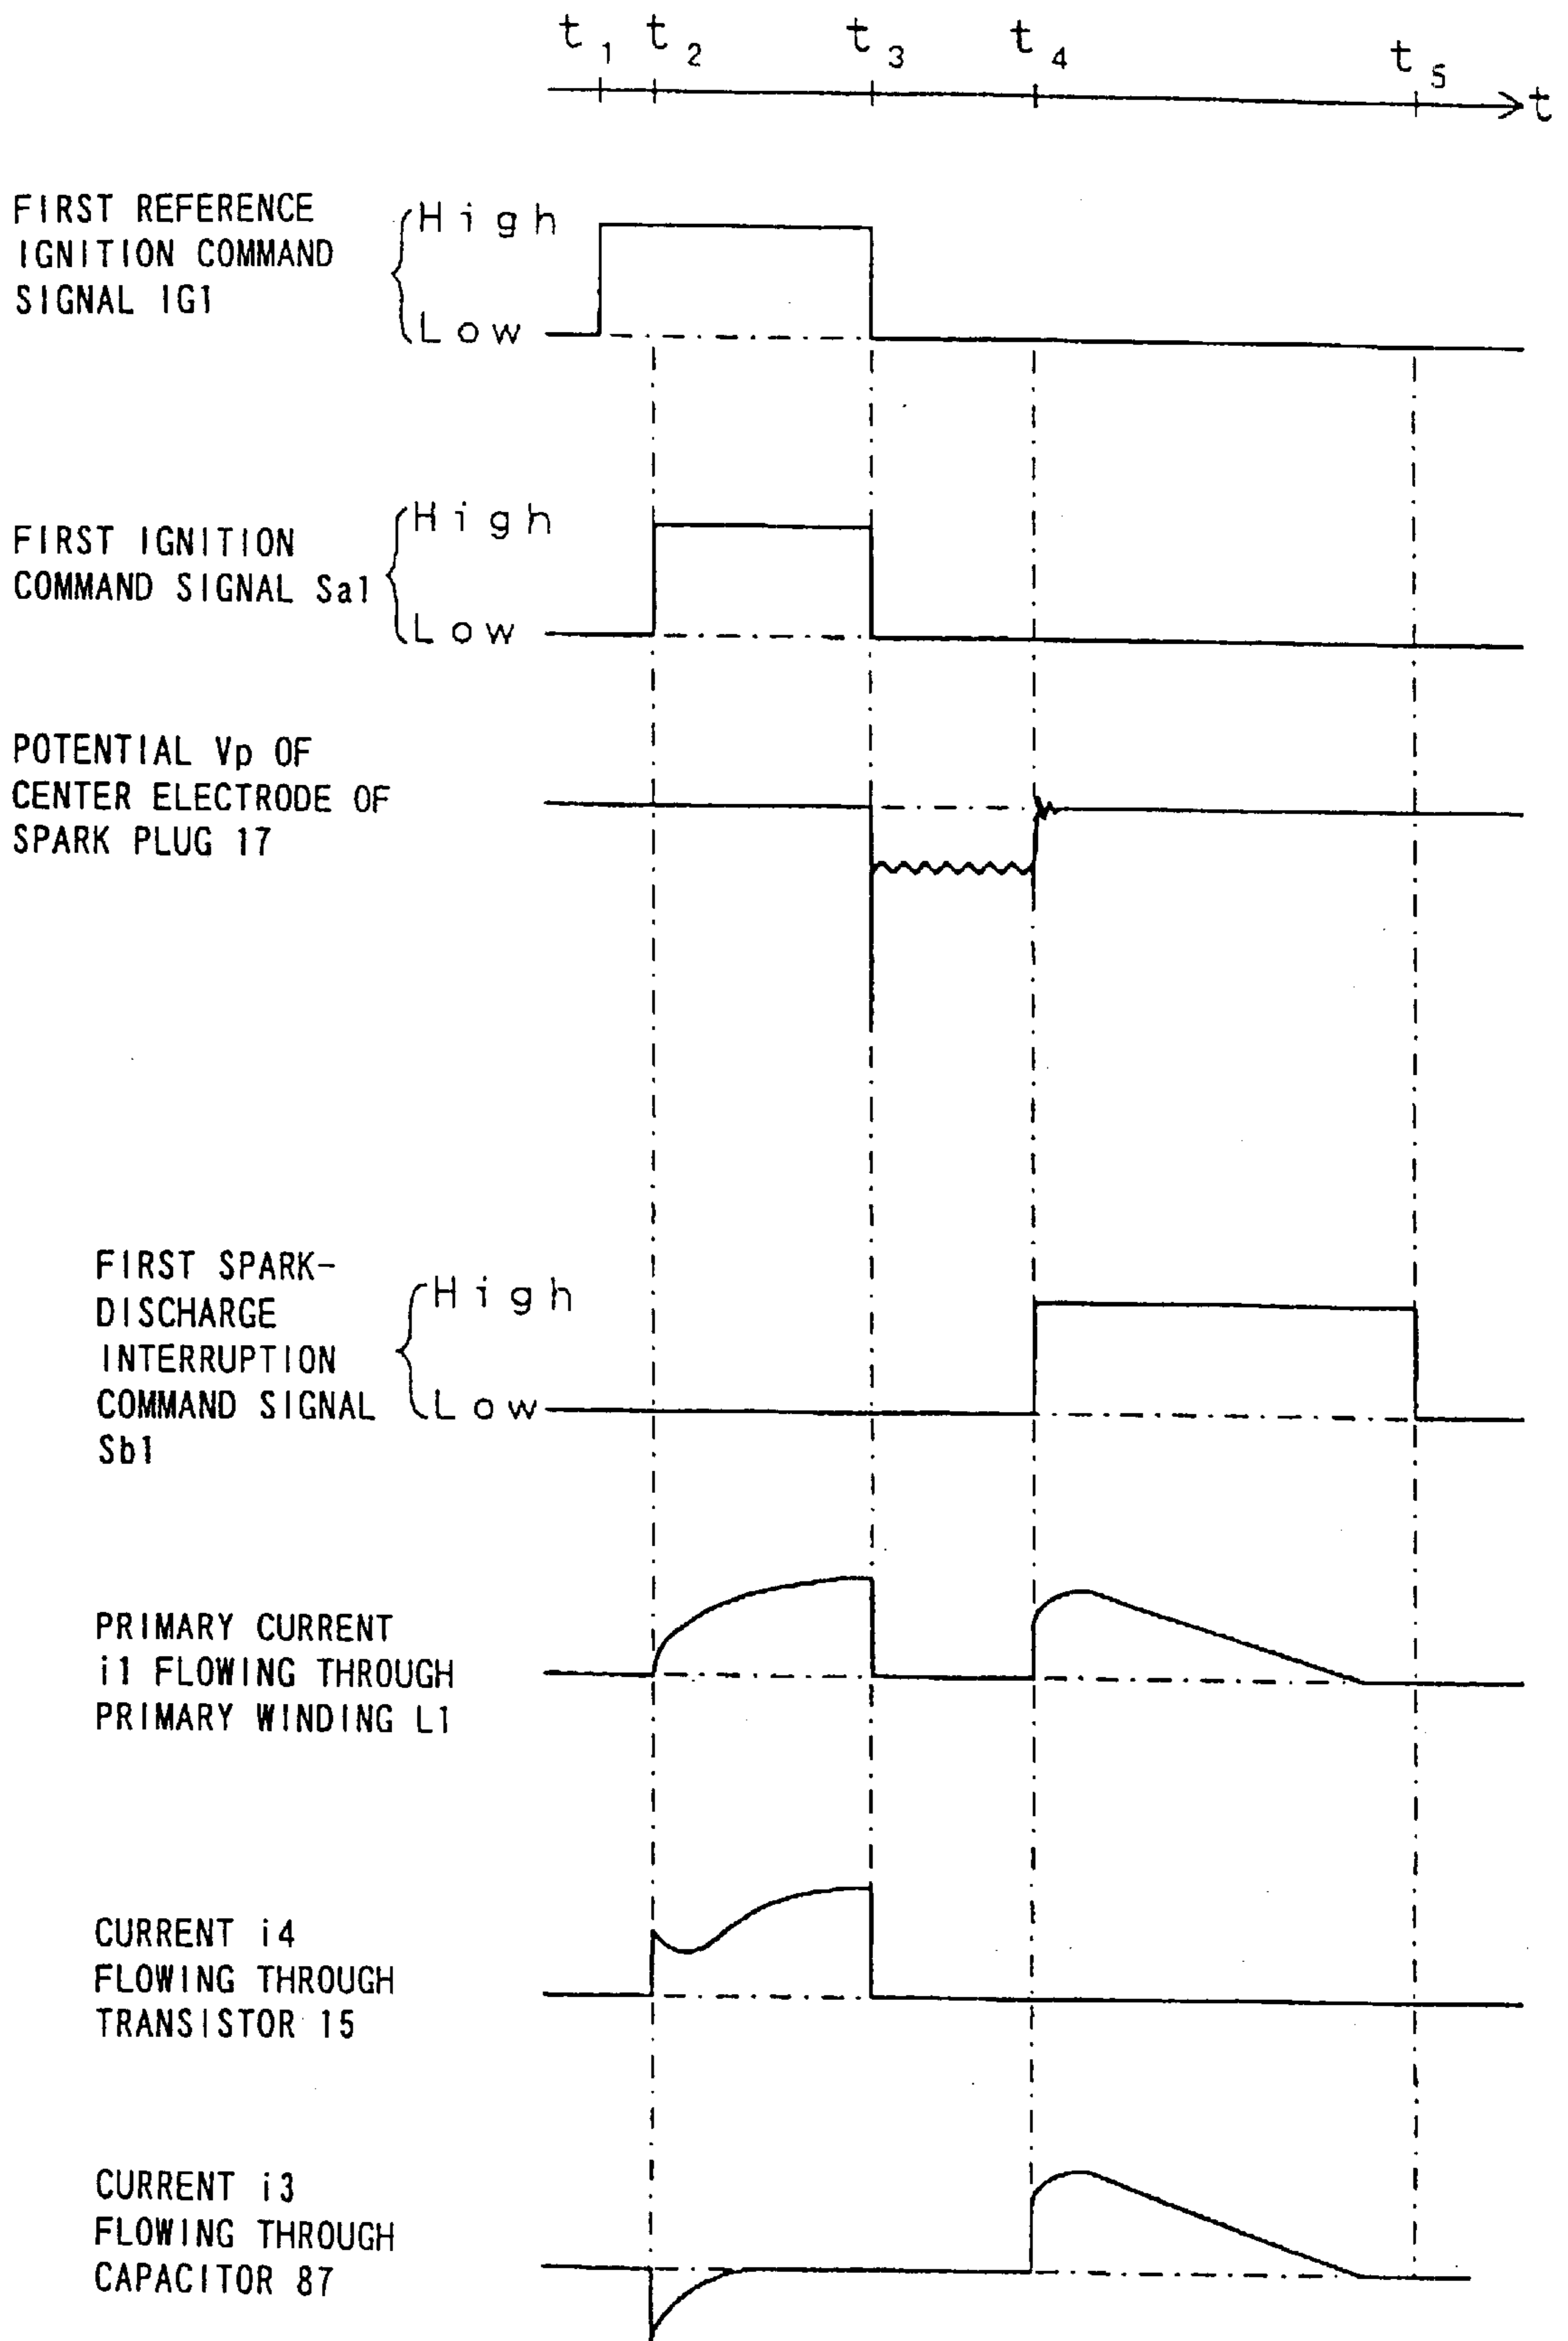 t1 t2 t3 t4 t5 t
FIRST REFERENCE
IGNITION COMMAND
SIGNAL IG1
High
Low
FIRST IGNITION
COMMAND SIGNAL Sa1
High
Low
POTENTIAL Vp OF
CENTER ELECTRODE OF
SPARK PLUG 17
FIRST SPARK-
DISCHARGE
INTERRUPTION
COMMAND SIGNAL
Sb1
High
Low
PRIMARY CURRENT
i1 FLOWING THROUGH
PRIMARY WINDING L1
CURRENT i4
FLOWING THROUGH
TRANSISTOR 15
CURRENT i3
FLOWING THROUGH
CAPACITOR 87